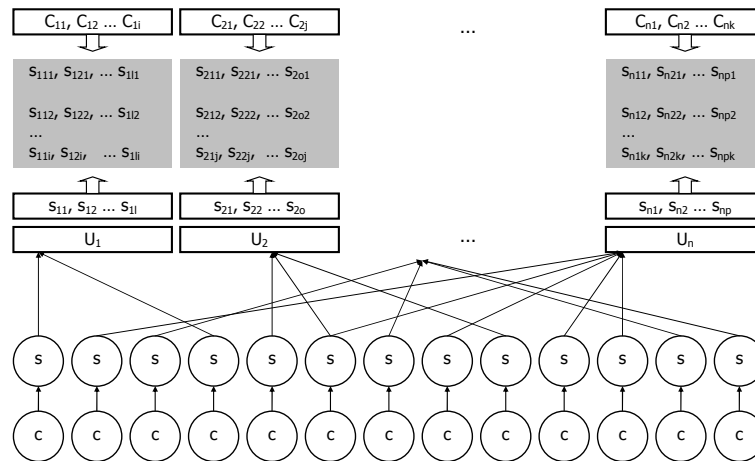 C11, C12 ... C1i
C21, C22 ... C2j
...
Cn1, Cn2 ... Cnk
s111, s121, ... s1l1
s112, s122, ... s1l2
...
s11i, s12i, ... s1li
s211, s221, ... s2o1
s212, s222, ... s2o2
...
s21j, s22j, ... s2oj
sn11, sn21, ... snp1
sn12, sn22, ... snp2
...
sn1k, sn2k, ... snpk
s11, s12 ... s1l
s21, s22 ... s2o
sn1, sn2 ... snp
U1
U2
...
Un
s s s s s s s s s s s s s
c c c c c c c c c c c c c